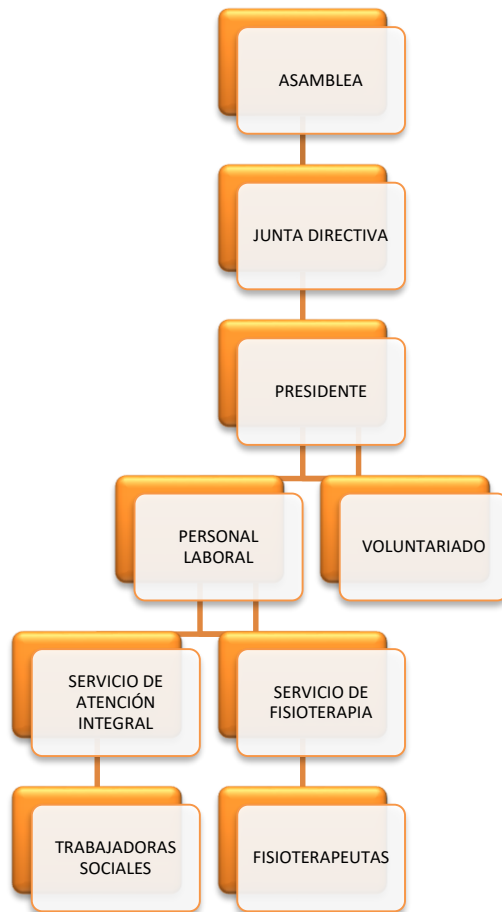 ASAMBLEA
JUNTA DIRECTIVA
PRESIDENTE
PERSONAL
LABORAL
VOLUNTARIADO
SERVICIO DE
ATENCIÓN
INTEGRAL
SERVICIO DE
FISIOTERAPIA
TRABAJADORAS
SOCIALES
FISIOTERAPEUTAS